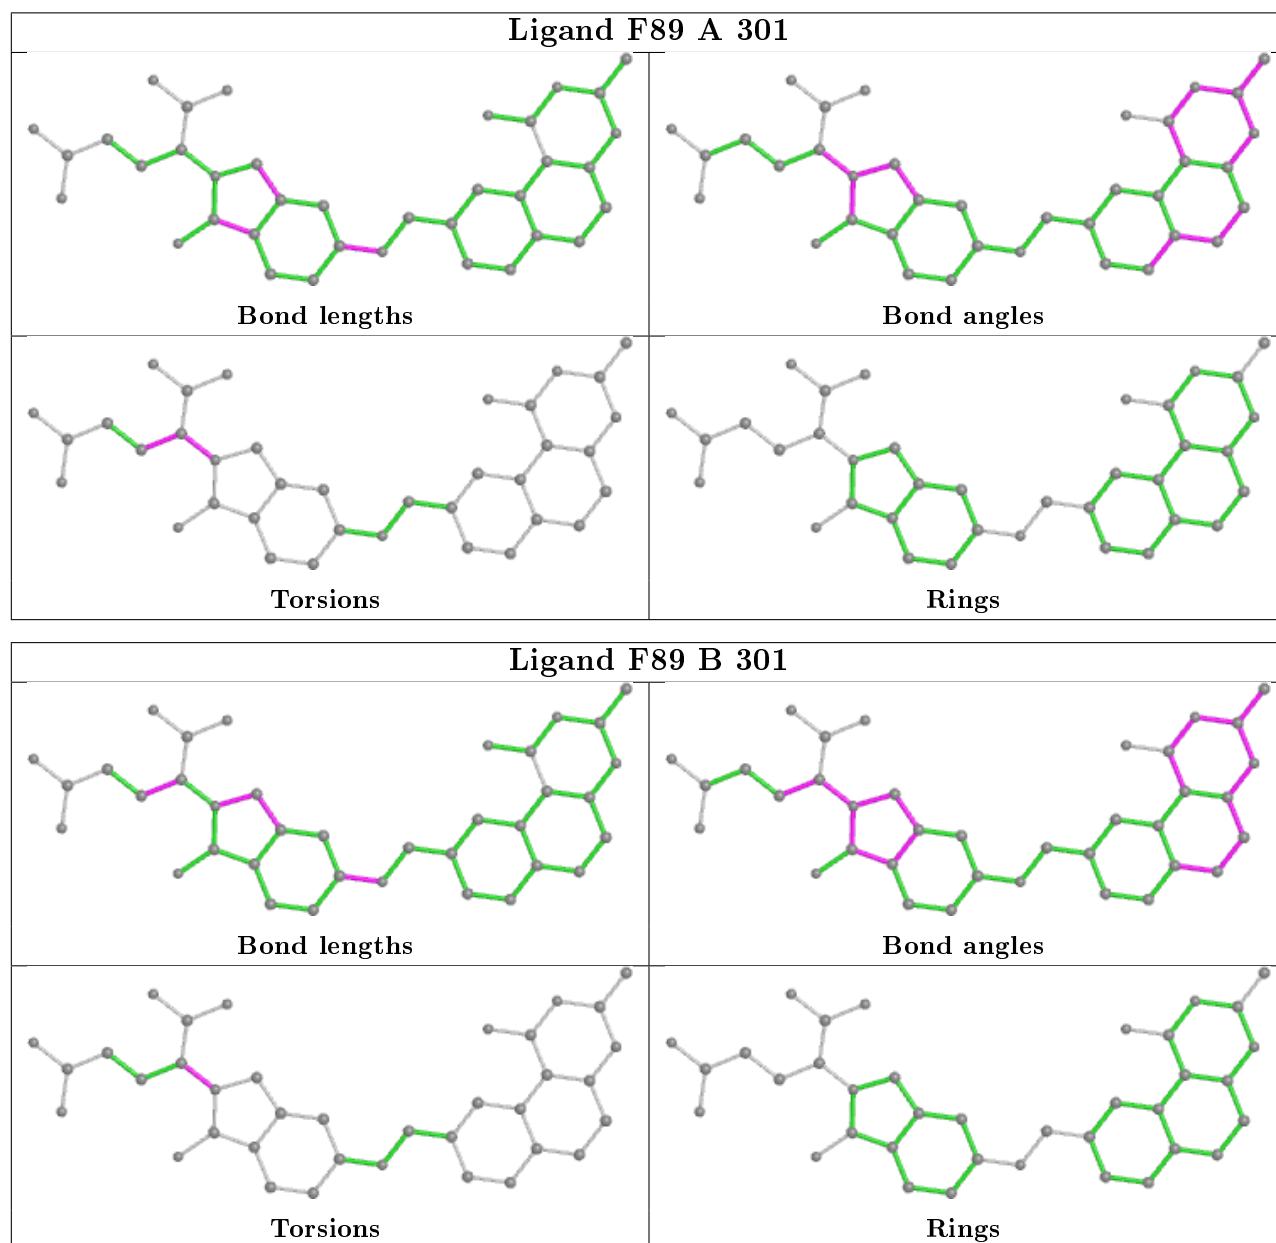 Ligand F89 A 301
Bond lengths
Bond angles
Torsions
Rings
Ligand F89 B 301
Bond lengths
Bond angles
Torsions
Rings